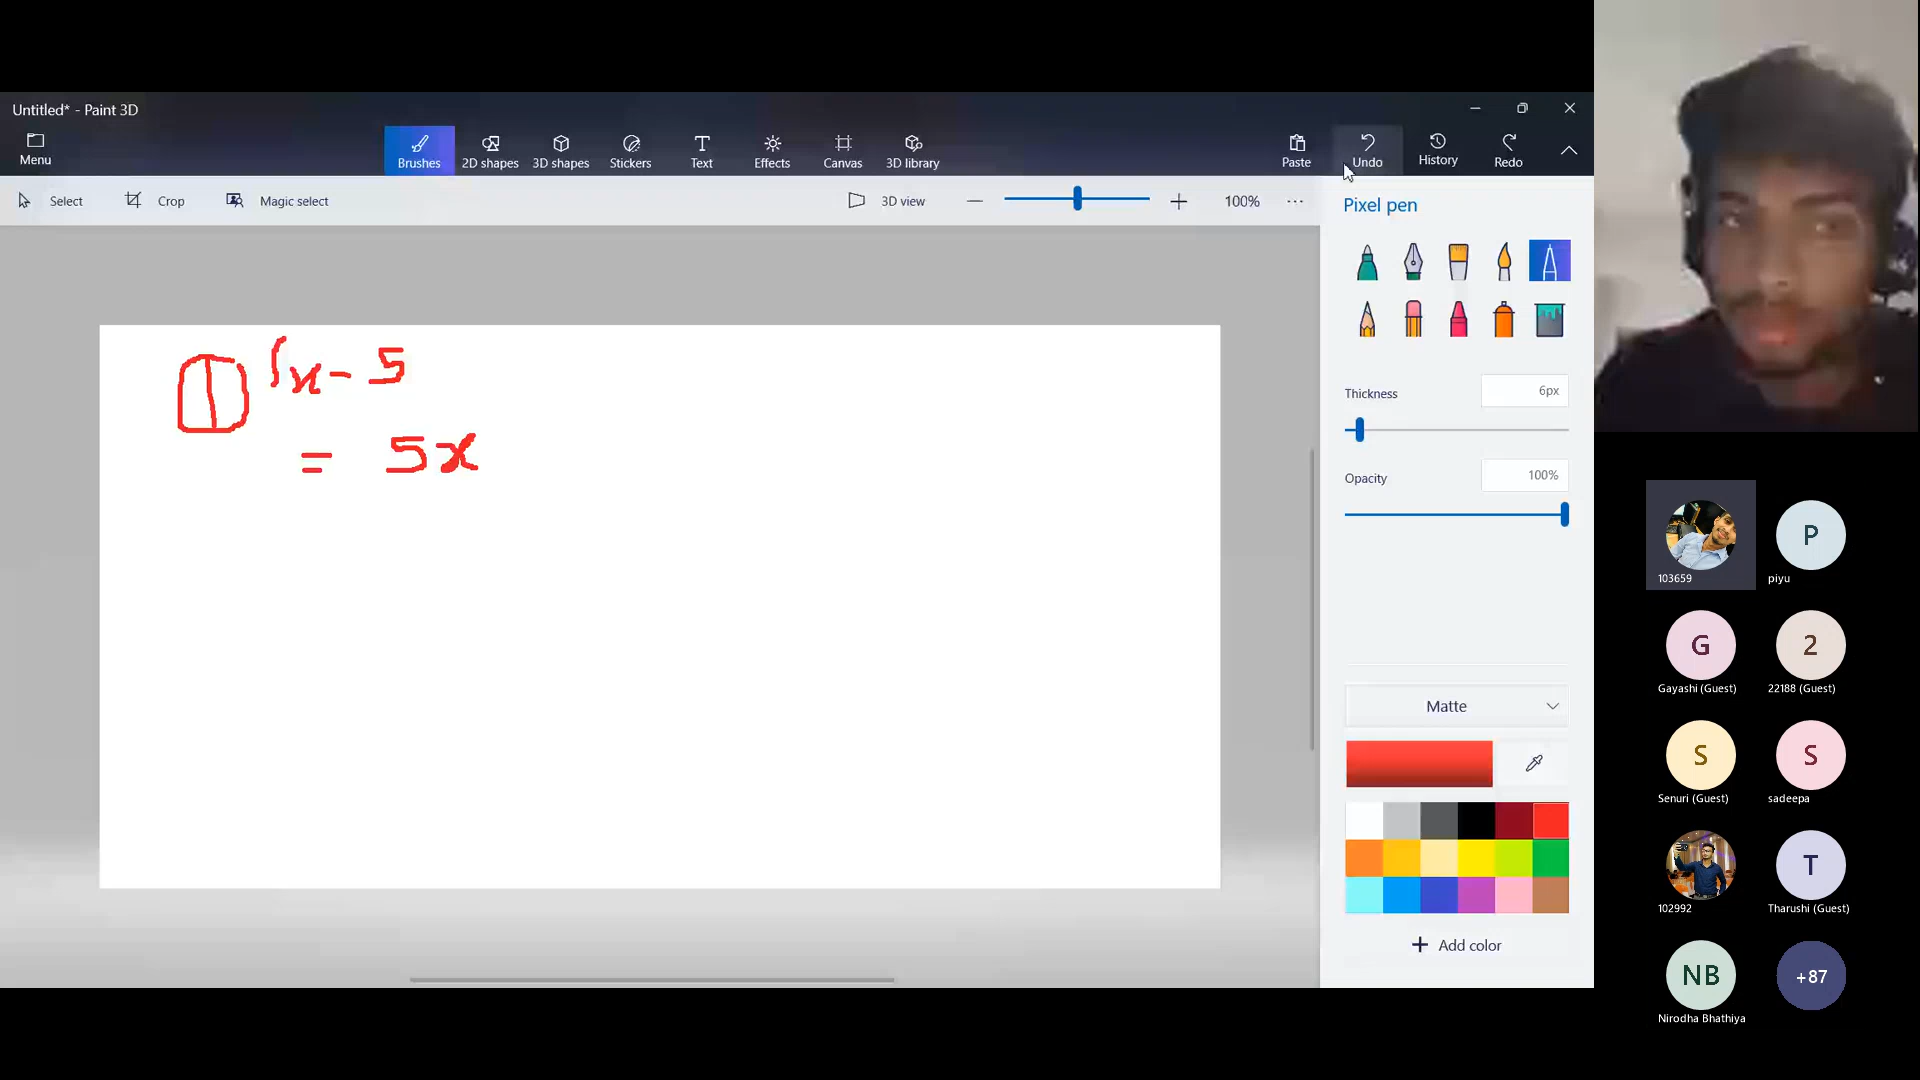 Untitled* - Paint 3D
Menu
Brushes
2D shapes
3D shapes
Stickers
Text
Effects
Canvas
3D library
Paste
Undo
History
Redo
Select
Crop
Magic select
3D view
100%
Pixel pen
Thickness
6px
Opacity
100%
Matte
Add color
1 ∫x - 5
= 5x
103659
P
piyu
G
Gayashi (Guest)
2
22188 (Guest)
S
Senuri (Guest)
S
sadeepa
102992
T
Tharushi (Guest)
NB
Nirodha Bhathiya
+87